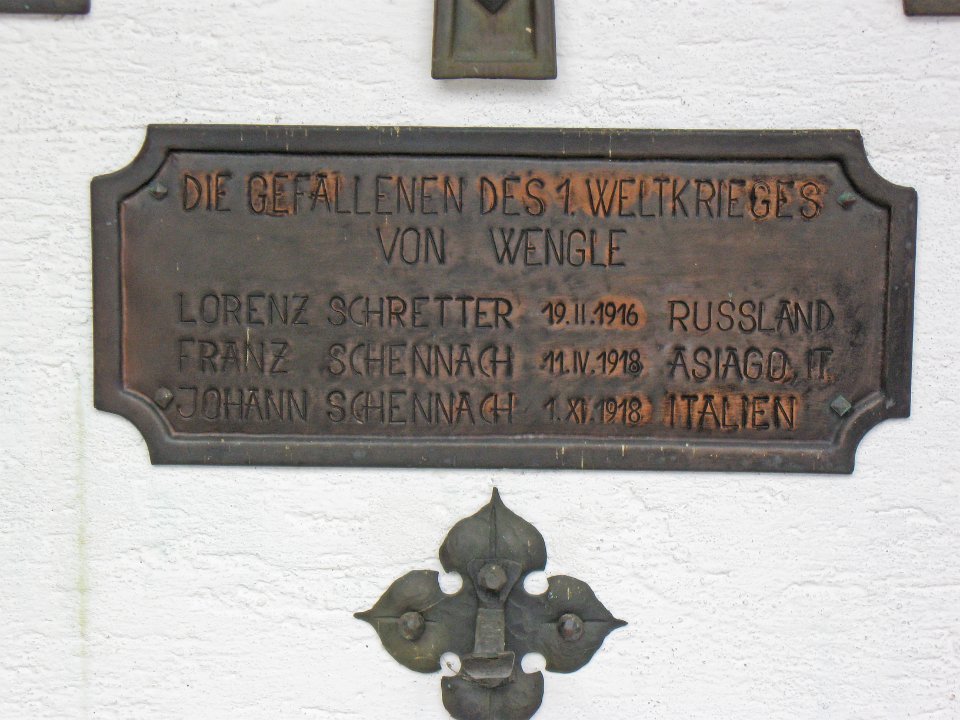 DIE GEFALLENEN DES 1. WELTKRIEGES
VON WENGLE
LORENZ SCHRETTER 19.II.1916 RUSSLAND
FRANZ SCHENNACH 11.IV.1918 ASIAGO, IT.
JOHANN SCHENNACH 1.XI.1918 ITALIEN